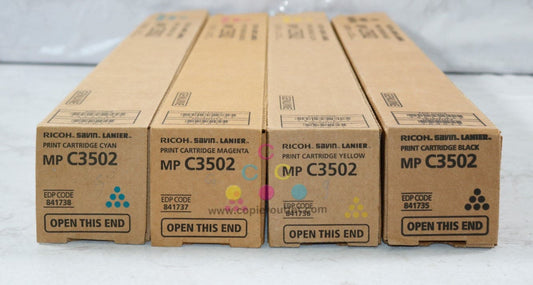 RICOH. Savin. LANIER.
PRINT CARTRIDGE CYAN
MP C3502
EDP CODE
841738
OPEN THIS END
RICOH. Savin. LANIER.
PRINT CARTRIDGE MAGENTA
MP C3502
EDP CODE
841737
OPEN THIS END
RICOH. Savin. LANIER.
PRINT CARTRIDGE YELLOW
MP C3502
EDP CODE
841736
OPEN THIS END
RICOH. Savin. LANIER.
PRINT CARTRIDGE BLACK
MP C3502
EDP CODE
841735
OPEN THIS END